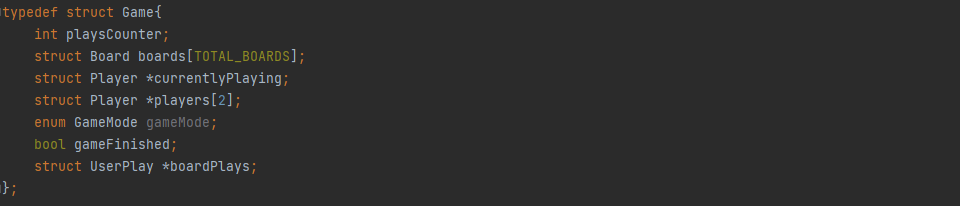 typedef struct Game{
    int playsCounter;
    struct Board boards[TOTAL_BOARDS];
    struct Player *currentlyPlaying;
    struct Player *players[2];
    enum GameMode gameMode;
    bool gameFinished;
    struct UserPlay *boardPlays;
};